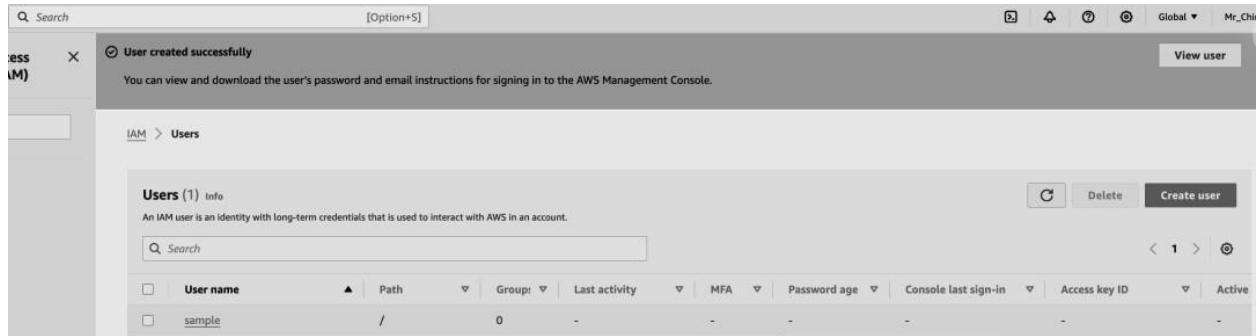 Search [Option+S] Global Mr_Chi
User created successfully
View user
You can view and download the user's password and email instructions for signing in to the AWS Management Console.
IAM > Users
Users (1) Info
Delete Create user
An IAM user is an identity with long-term credentials that is used to interact with AWS in an account.
Search
< 1 >
User name Path Group: Last activity MFA Password age Console last sign-in Access key ID Active
sample / 0 - - - - - -